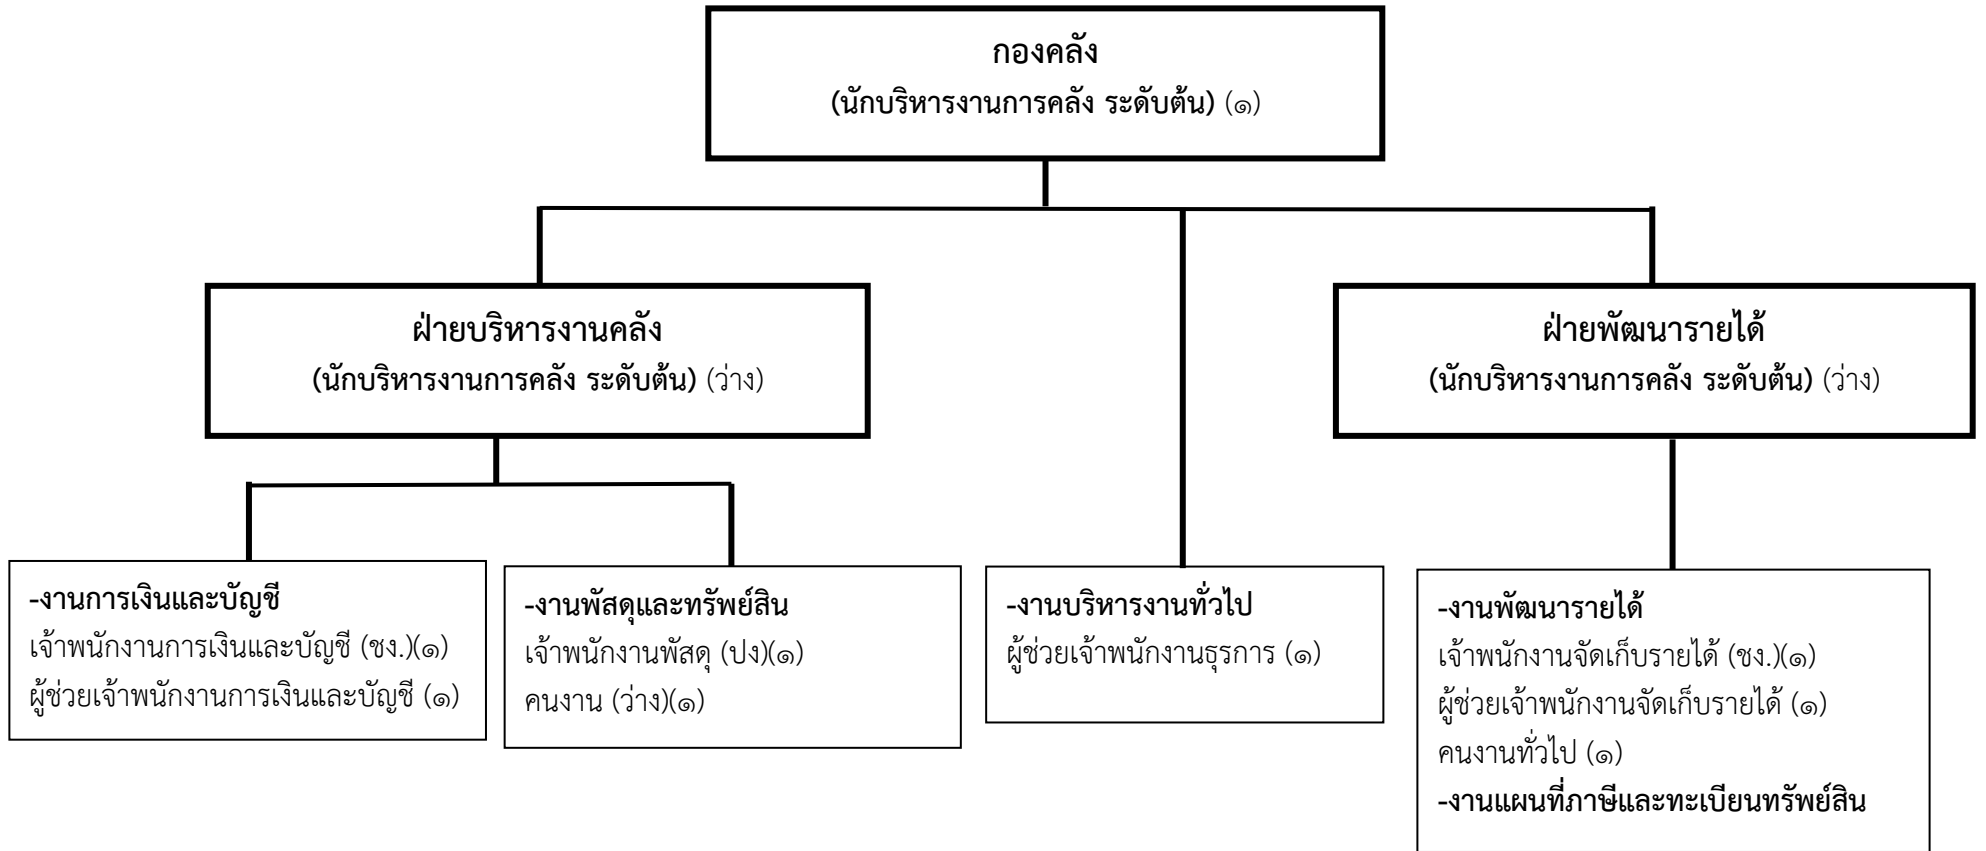 กองคลัง
(นักบริหารงานการคลัง ระดับต้น) (๑)
ฝ่ายบริหารงานคลัง
(นักบริหารงานการคลัง ระดับต้น) (ว่าง)
ฝ่ายพัฒนารายได้
(นักบริหารงานการคลัง ระดับต้น) (ว่าง)
-งานการเงินและบัญชี
เจ้าพนักงานการเงินและบัญชี (ชง.)(๑)
ผู้ช่วยเจ้าพนักงานการเงินและบัญชี (๑)
-งานพัสดุและทรัพย์สิน
เจ้าพนักงานพัสดุ (ปง)(๑)
คนงาน (ว่าง)(๑)
-งานบริหารงานทั่วไป
ผู้ช่วยเจ้าพนักงานธุรการ (๑)
-งานพัฒนารายได้
เจ้าพนักงานจัดเก็บรายได้ (ชง.)(๑)
ผู้ช่วยเจ้าพนักงานจัดเก็บรายได้ (๑)
คนงานทั่วไป (๑)
-งานแผนที่ภาษีและทะเบียนทรัพย์สิน